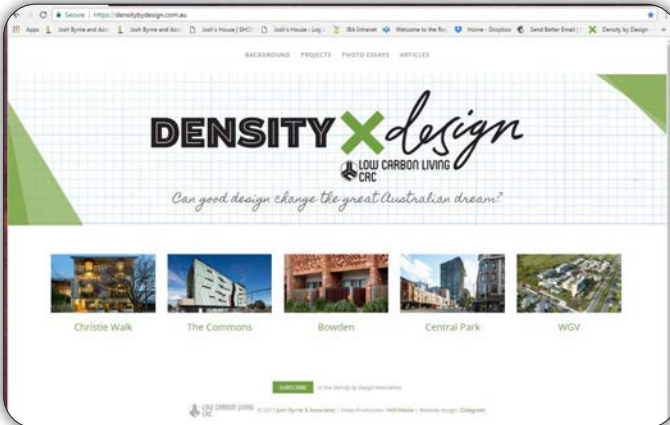 Secure | https://densitybydesign.com.au
Apps Josh Byrne and Asso Josh Byrne and Asso Josh's House | SHO Josh's House › Log I JBA Intranet Welcome to the Home - Dropbox Send Better Email | Density by Design -
BACKGROUND PROJECTS PHOTO ESSAYS ARTICLES
DENSITY X design
LOW CARBON LIVING
CRC
Can good design change the great Australian dream?
Christie Walk The Commons Bowden Central Park WGV
SUBSCRIBE to the Density by Design Newsletter
LOW CARBON LIVING
CRC
© 2017 Josh Byrne & Associates | Video Production: VAM Media | Website design: